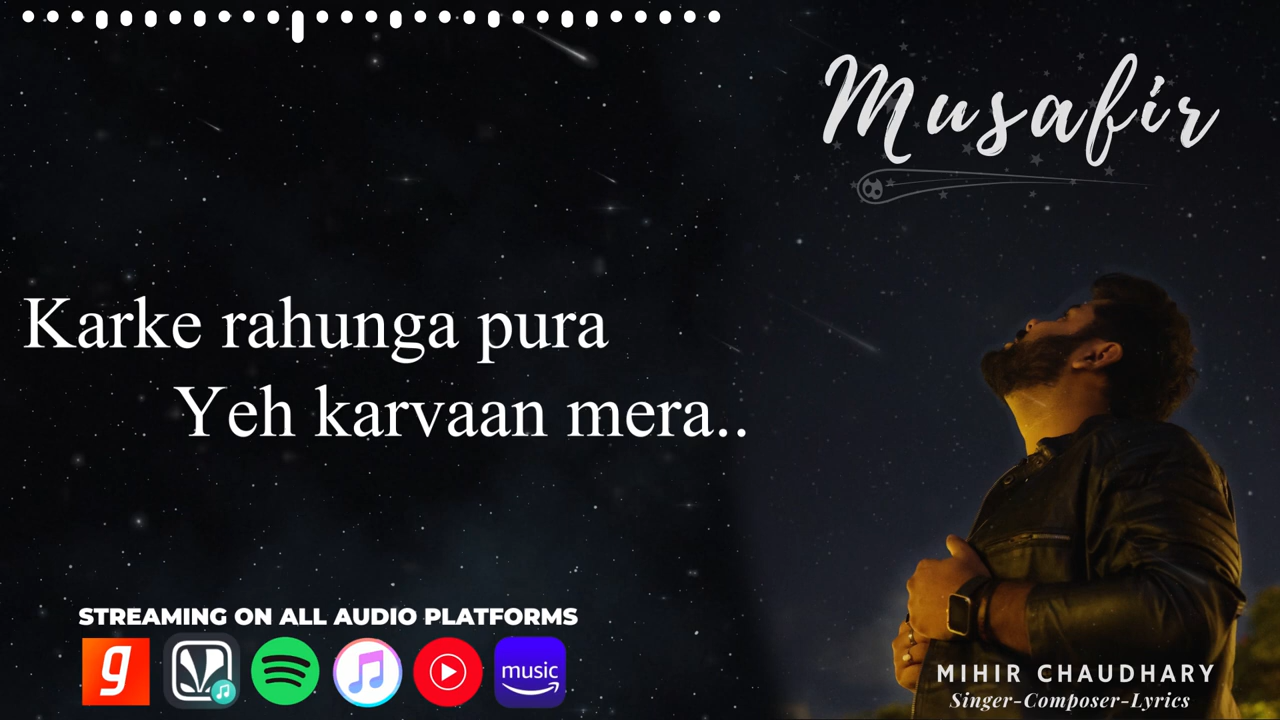 Musafir
Karke rahunga pura
Yeh karvaan mera..
STREAMING ON ALL AUDIO PLATFORMS
g
music
MIHIR CHAUDHARY
Singer-Composer-Lyrics